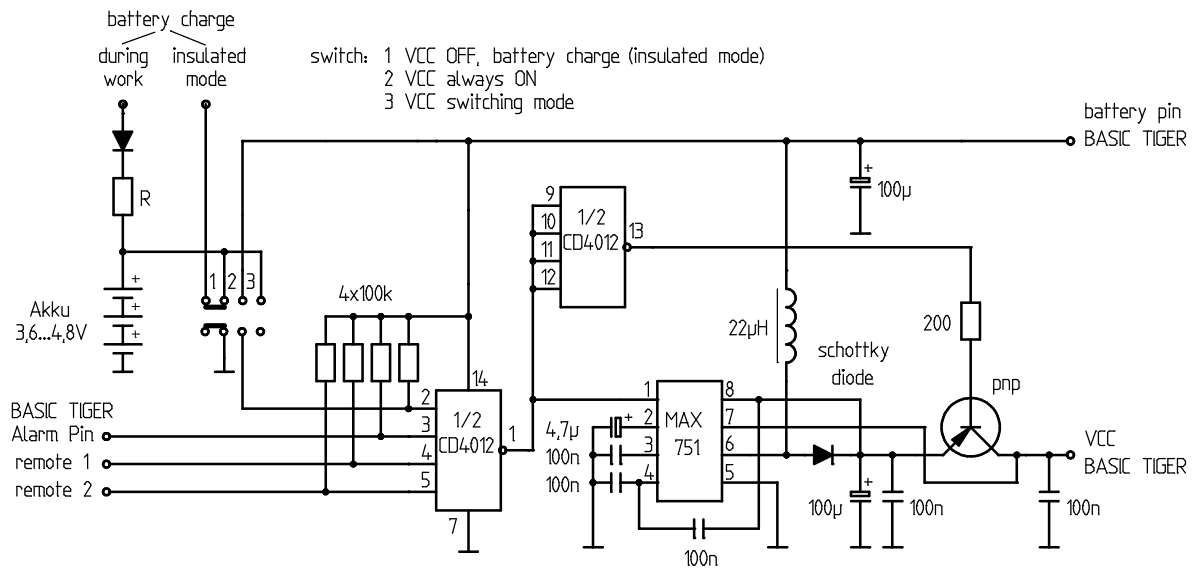 battery charge
during work
insulated mode
switch: 1 VCC OFF, battery charge (insulated mode)
2 VCC always ON
3 VCC switching mode
battery pin
BASIC TIGER
R
+
100µ
9
10
11
12
1/2
CD4012
13
1 2 3
+
+
+
Akku
3,6...4,8V
4x100k
22µH
200
schottky
diode
pnp
14
BASIC TIGER
Alarm Pin
remote 1
remote 2
2
3
4
5
1/2
CD4012
1
7
4,7µ
+
100n
100n
1
2
3
4
MAX
751
8
7
6
5
100n
100µ
+
100n
VCC
BASIC TIGER
100n